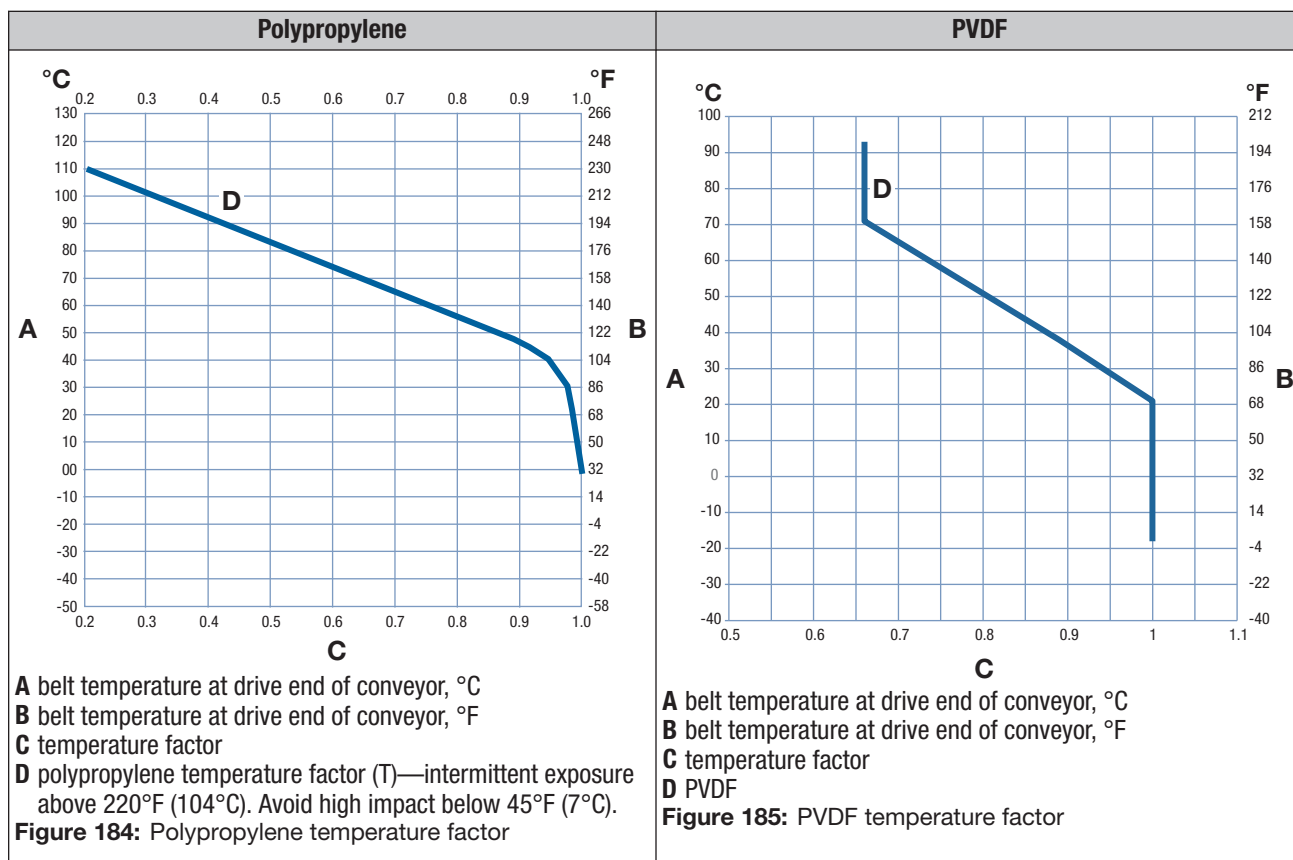 Polypropylene
°C
°F
0.2 0.3 0.4 0.5 0.6 0.7 0.8 0.9 1.0
130 266
120 248
110 230
100 212
90 194
80 176
70 158
60 140
50 122
40 104
30 86
20 68
10 50
00 32
-10 14
-20 -4
-30 -22
-40 -40
-50 -58
0.2 0.3 0.4 0.5 0.6 0.7 0.8 0.9 1.0
D
A
B
C
A belt temperature at drive end of conveyor, °C
B belt temperature at drive end of conveyor, °F
C temperature factor
D polypropylene temperature factor (T)—intermittent exposure
above 220°F (104°C). Avoid high impact below 45°F (7°C).
Figure 184: Polypropylene temperature factor
PVDF
°C
°F
100 212
90 194
80 176
70 158
60 140
50 122
40 104
30 86
20 68
10 50
0 32
-10 14
-20 -4
-30 -22
-40 -40
0.5 0.6 0.7 0.8 0.9 1 1.1
D
A
B
C
A belt temperature at drive end of conveyor, °C
B belt temperature at drive end of conveyor, °F
C temperature factor
D PVDF
Figure 185: PVDF temperature factor